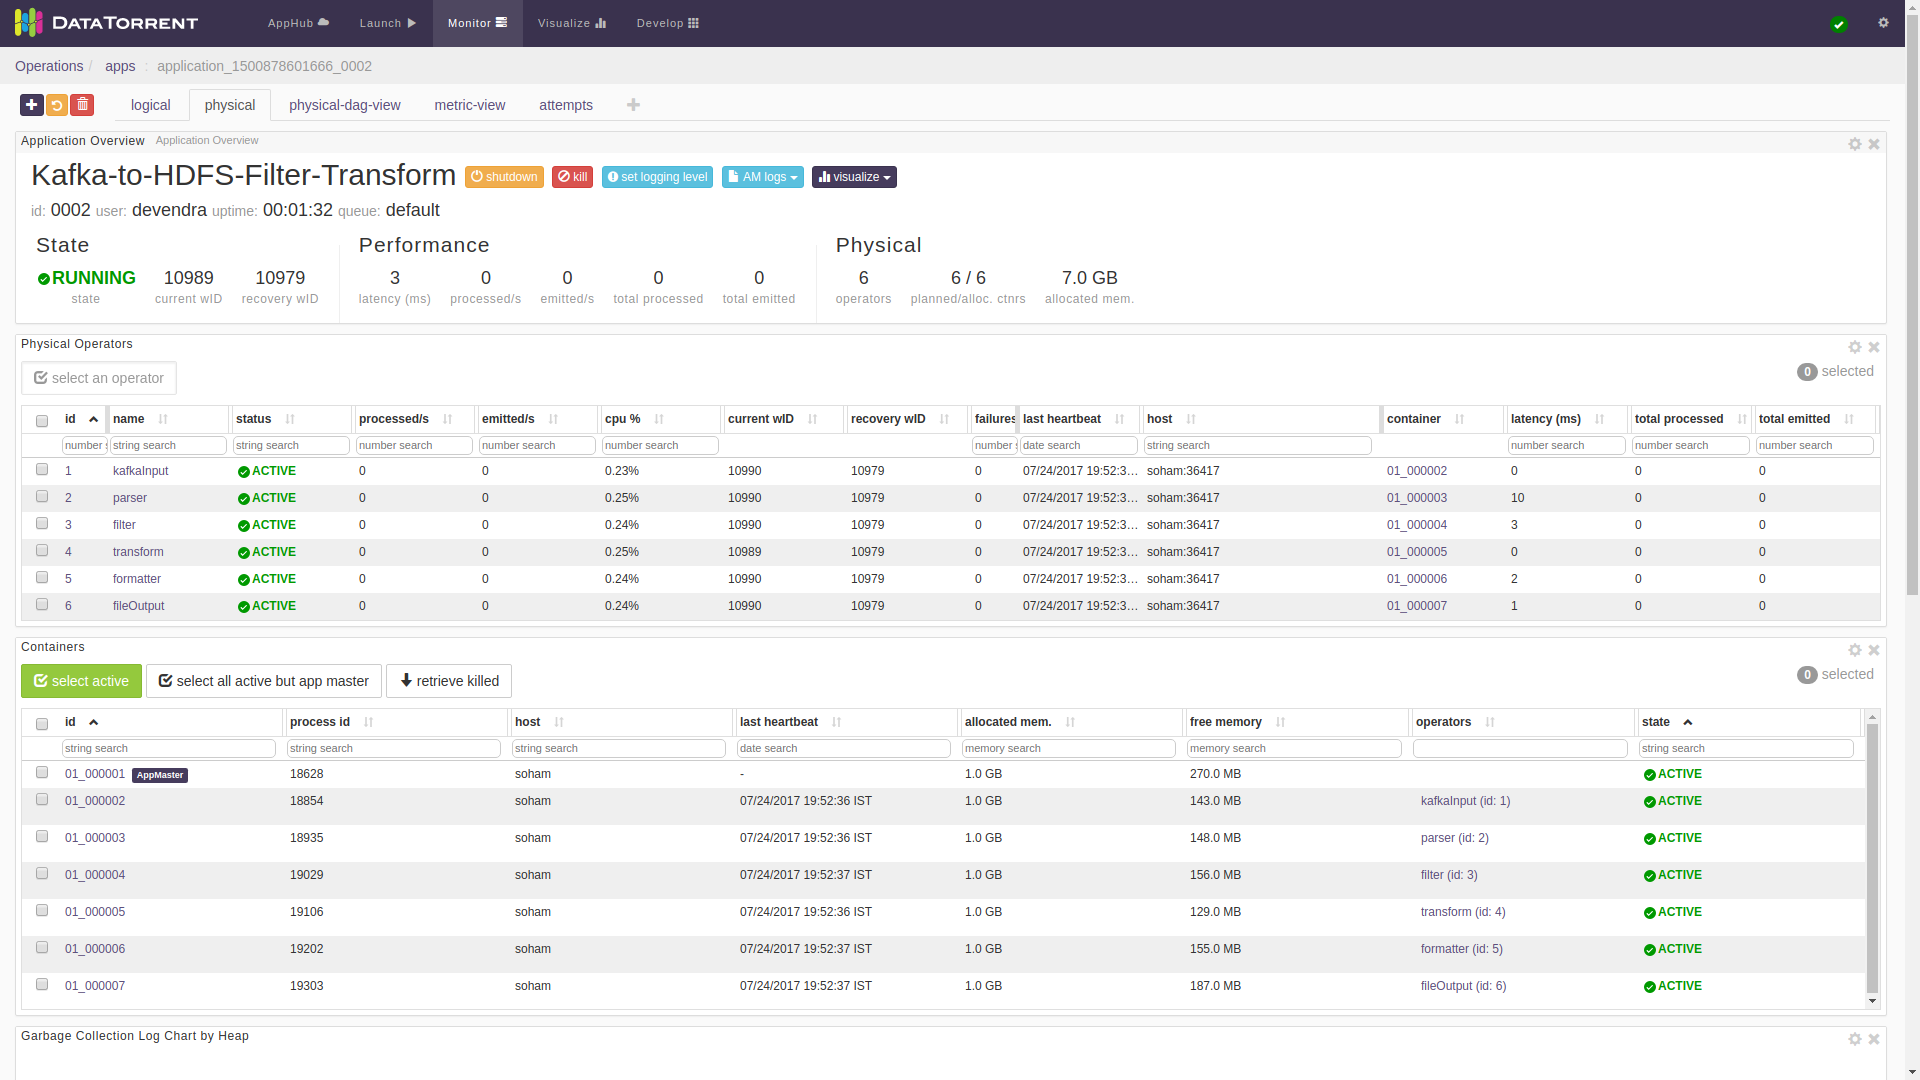 DATATORRENT AppHub Launch Monitor Visualize Develop
Operations / apps : application_1500878601666_0002
logical physical physical-dag-view metric-view attempts
Application Overview Application Overview
Kafka-to-HDFS-Filter-Transform shutdown kill set logging level AM logs visualize
id: 0002 user: devendra uptime: 00:01:32 queue: default
State Performance Physical
RUNNING 10989 10979 3 0 0 0 0 6 6 / 6 7.0 GB
state current wID recovery wID latency (ms) processed/s emitted/s total processed total emitted operators planned/alloc. ctnrs allocated mem.
Physical Operators
select an operator 0 selected
id name status processed/s emitted/s cpu % current wID recovery wID failures last heartbeat host container latency (ms) total processed total emitted
number s string search string search number search number search number search number s date search string search number search number search number search
1 kafkaInput ACTIVE 0 0 0.23% 10990 10979 0 07/24/2017 19:52:3... soham:36417 01_000002 0 0 0
2 parser ACTIVE 0 0 0.25% 10990 10979 0 07/24/2017 19:52:3... soham:36417 01_000003 10 0 0
3 filter ACTIVE 0 0 0.24% 10990 10979 0 07/24/2017 19:52:3... soham:36417 01_000004 3 0 0
4 transform ACTIVE 0 0 0.25% 10989 10979 0 07/24/2017 19:52:3... soham:36417 01_000005 0 0 0
5 formatter ACTIVE 0 0 0.24% 10990 10979 0 07/24/2017 19:52:3... soham:36417 01_000006 2 0 0
6 fileOutput ACTIVE 0 0 0.24% 10990 10979 0 07/24/2017 19:52:3... soham:36417 01_000007 1 0 0
Containers
select active select all active but app master retrieve killed 0 selected
id process id host last heartbeat allocated mem. free memory operators state
string search string search string search date search memory search memory search string search
01_000001 AppMaster 18628 soham - 1.0 GB 270.0 MB ACTIVE
01_000002 18854 soham 07/24/2017 19:52:36 IST 1.0 GB 143.0 MB kafkaInput (id: 1) ACTIVE
01_000003 18935 soham 07/24/2017 19:52:36 IST 1.0 GB 148.0 MB parser (id: 2) ACTIVE
01_000004 19029 soham 07/24/2017 19:52:37 IST 1.0 GB 156.0 MB filter (id: 3) ACTIVE
01_000005 19106 soham 07/24/2017 19:52:36 IST 1.0 GB 129.0 MB transform (id: 4) ACTIVE
01_000006 19202 soham 07/24/2017 19:52:37 IST 1.0 GB 155.0 MB formatter (id: 5) ACTIVE
01_000007 19303 soham 07/24/2017 19:52:37 IST 1.0 GB 187.0 MB fileOutput (id: 6) ACTIVE
Garbage Collection Log Chart by Heap